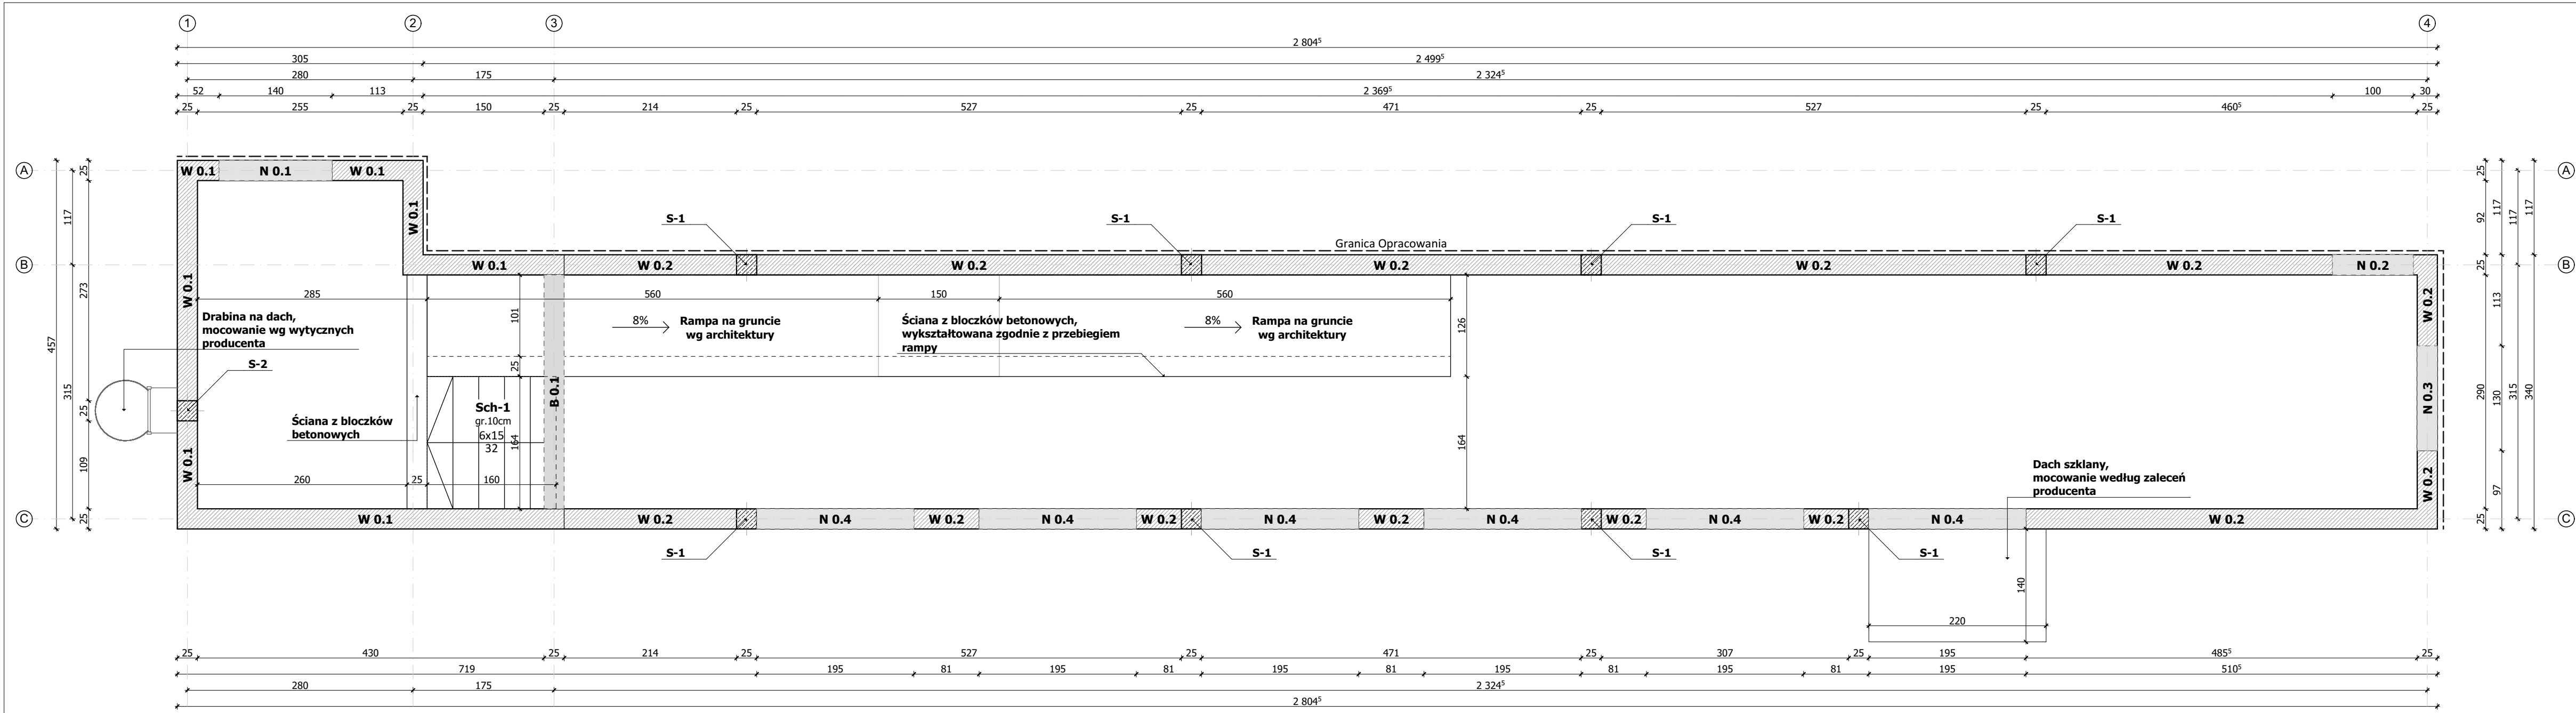 1 2 3 4
2 804⁵
305 2 499⁵
280 175 2 324⁵
52 140 113 2 369⁵ 100 30
25 255 25 150 25 214 25 527 25 471 25 527 25 460⁵ 25
A W 0.1 N 0.1 W 0.1 A
W 0.1
S-1 S-1 S-1 S-1
Granica Opracowania
B W 0.1 W 0.2 W 0.2 W 0.2 W 0.2 W 0.2 N 0.2 B
W 0.1
285 560 150 560
Drabina na dach,
mocowanie wg wytycznych
producenta
S-2
8%
Rampa na gruncie
wg architektury
Ściana z bloczków betonowych,
wykształtowana zgodnie z przebiegiem
rampy
8%
Rampa na gruncie
wg architektury
101
25
164
126
164
B 0.1
Sch-1
gr.10cm
6x15
32
Ściana z bloczków
betonowych
W 0.1
260 25 160
W 0.2
N 0.3
W 0.2
Dach szklany,
mocowanie według zaleceń
producenta
C W 0.1 W 0.2 N 0.4 W 0.2 N 0.4 W 0.2 N 0.4 W 0.2 N 0.4 W 0.2 N 0.4 W 0.2 N 0.4 W 0.2 C
S-1 S-1 S-1 S-1
140
220
457
117
315
25
273
25
109
25
25
92
25
290
25
117
113
130
97
117
315
117
340
25 430 25 214 25 527 25 471 25 307 25 195 485⁵ 25
719 195 81 195 81 195 81 195 81 195 81 195 510⁵
280 175 2 324⁵
2 804⁵